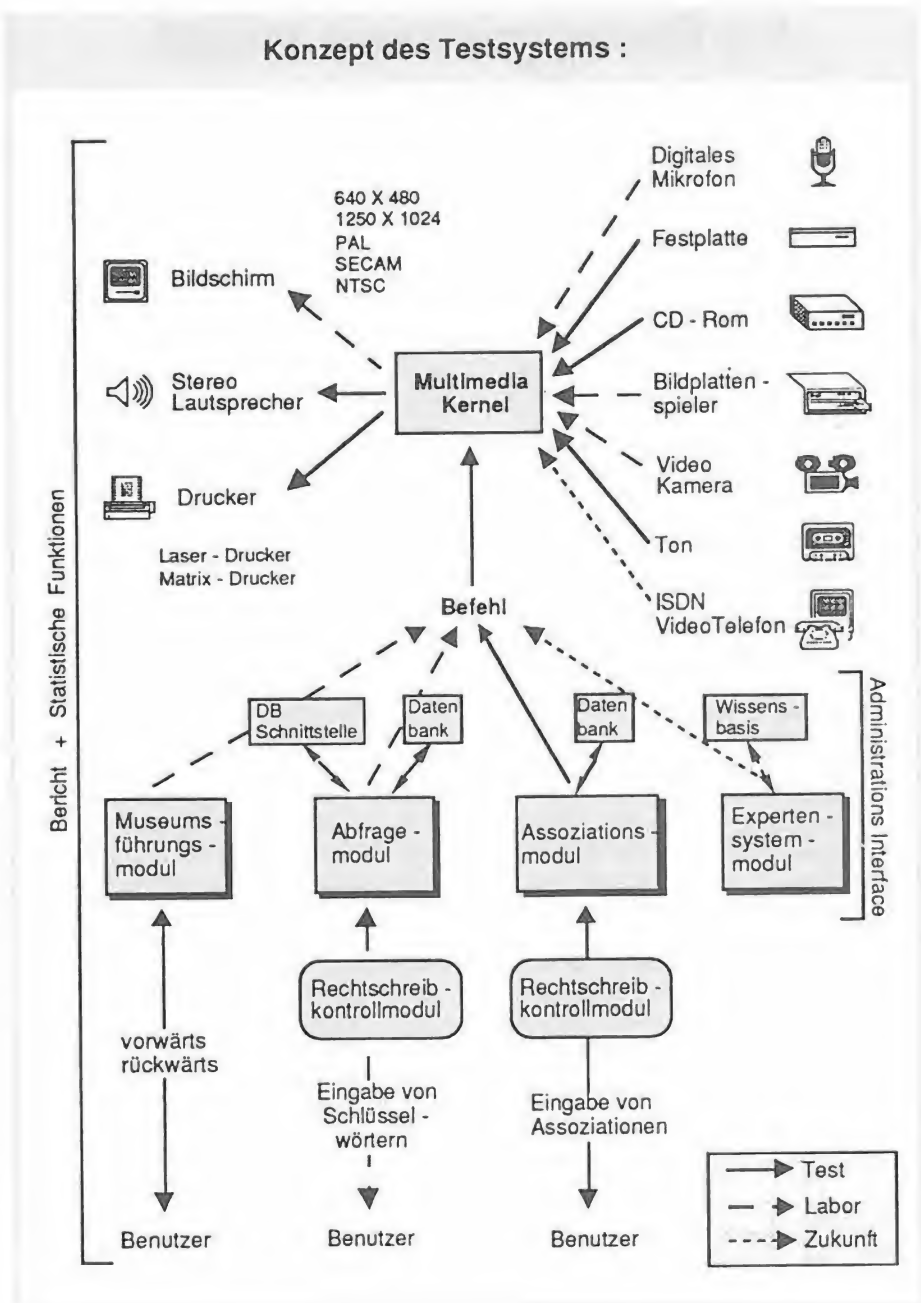 Konzept des Testsystems :
Bericht + Statistische Funktionen
640 X 480
1250 X 1024
PAL
SECAM
NTSC
Bildschirm
Stereo
Lautsprecher
Drucker
Laser - Drucker
Matrix - Drucker
Multimedia
Kernel
Digitales
Mikrofon
Festplatte
CD - Rom
Bildplatten -
spieler
Video
Kamera
Ton
ISDN
VideoTelefon
Befehl
DB
Schnittstelle
Daten
bank
Daten
bank
Wissens -
basis
Administrations Interface
Museums -
führungs -
modul
Abfrage -
modul
Assoziations -
modul
Experten -
system -
modul
Rechtschreib -
kontrollmodul
Rechtschreib -
kontrollmodul
vorwärts
rückwärts
Eingabe von
Schlüssel -
wörtern
Eingabe von
Assoziationen
Benutzer
Benutzer
Benutzer
Test
Labor
Zukunft